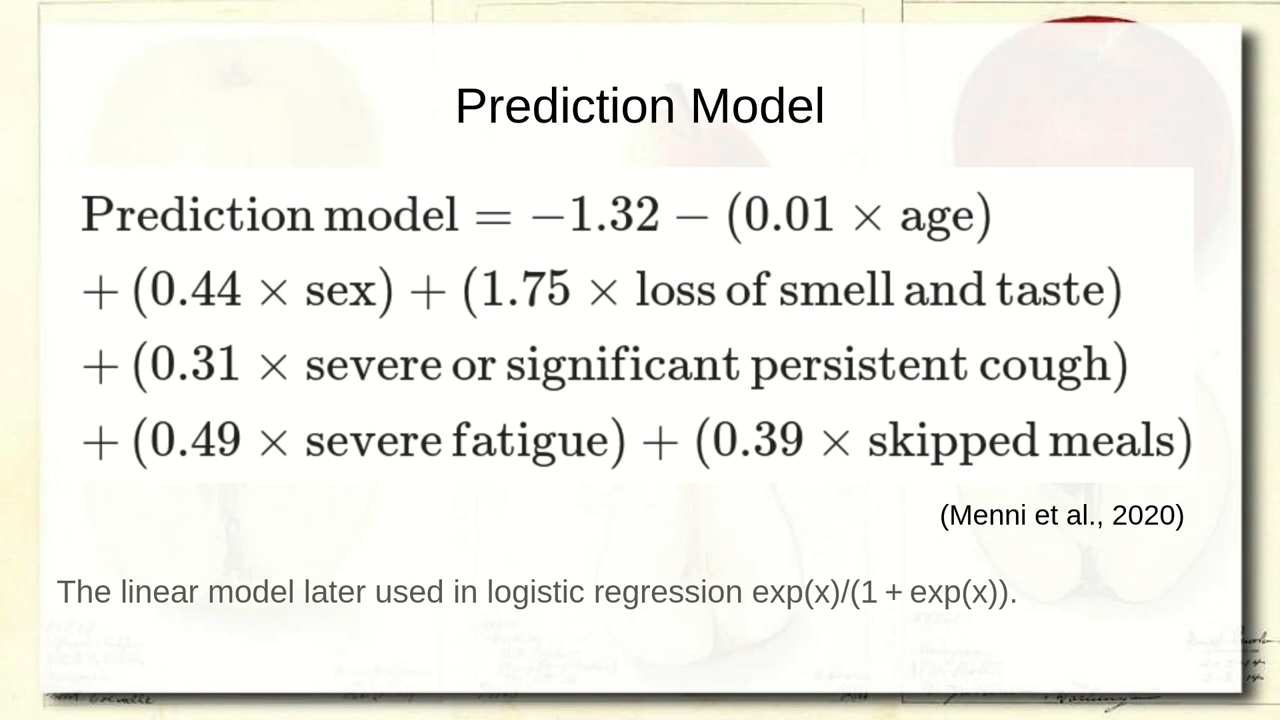 Prediction Model
Prediction model = −1.32 − (0.01 × age)
+ (0.44 × sex) + (1.75 × loss of smell and taste)
+ (0.31 × severe or significant persistent cough)
+ (0.49 × severe fatigue) + (0.39 × skipped meals)
(Menni et al., 2020)
The linear model later used in logistic regression exp(x)/(1 + exp(x)).